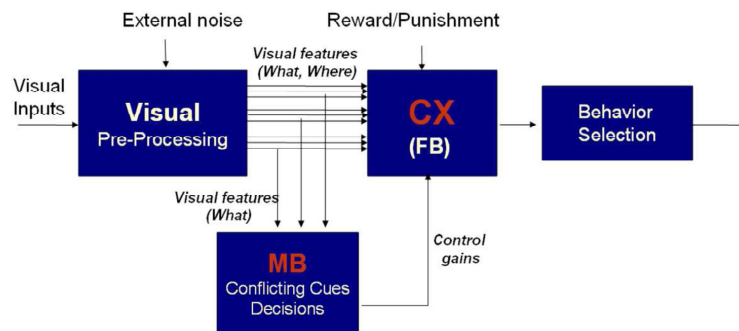 External noise
Reward/Punishment
Visual features
(What, Where)
Visual
Inputs
Visual
Pre-Processing
CX
(FB)
Behavior
Selection
Visual features
(What)
Control
gains
MB
Conflicting Cues
Decisions